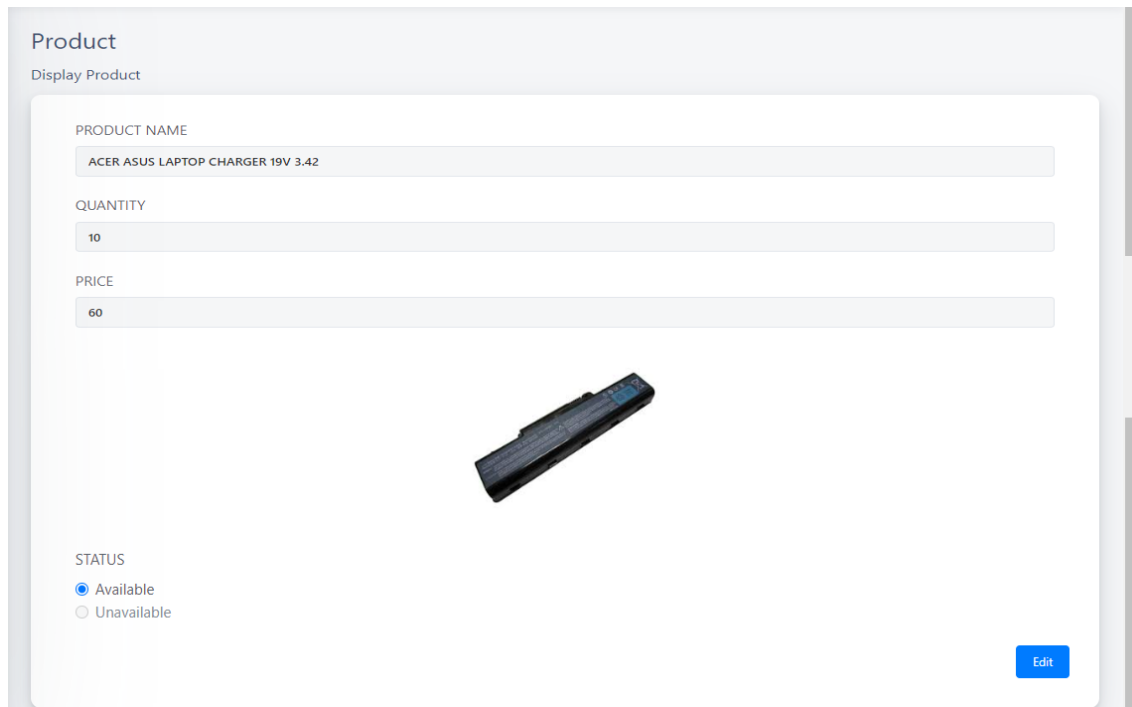 Product
Display Product
PRODUCT NAME
ACER ASUS LAPTOP CHARGER 19V 3.42
QUANTITY
10
PRICE
60
STATUS
Available
Unavailable
Edit